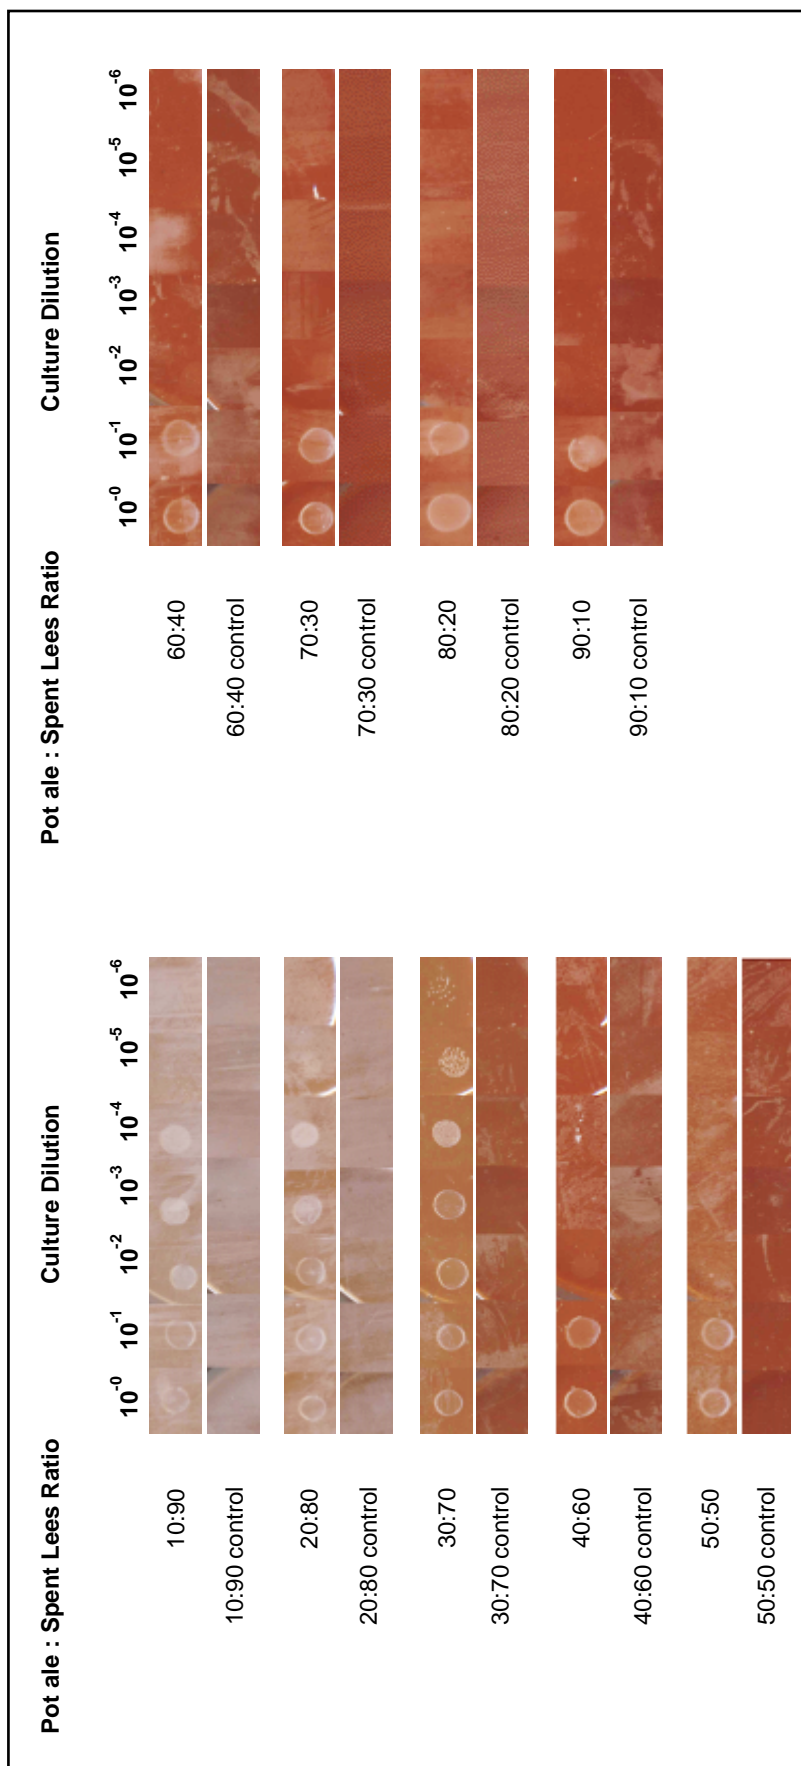 Pot ale : Spent Lees Ratio
Culture Dilution
10-0 10-1 10-2 10-3 10-4 10-5 10-6
10:90
10:90 control
20:80
20:80 control
30:70
30:70 control
40:60
40:60 control
50:50
50:50 control
Pot ale : Spent Lees Ratio
Culture Dilution
10-0 10-1 10-2 10-3 10-4 10-5 10-6
60:40
60:40 control
70:30
70:30 control
80:20
80:20 control
90:10
90:10 control